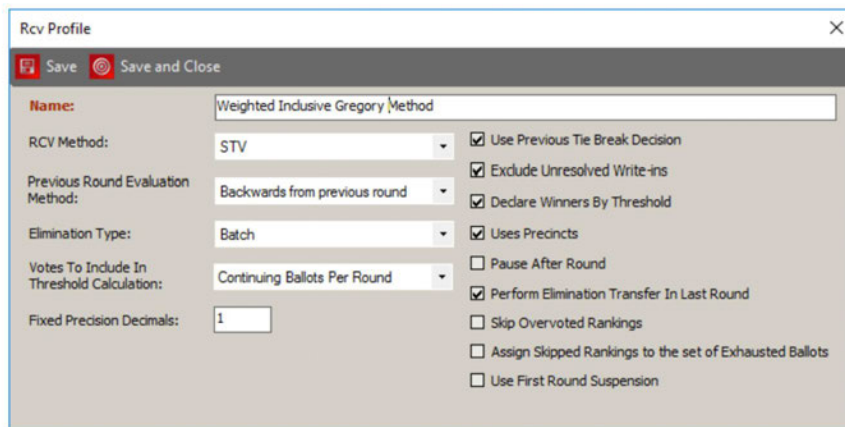 Rcv Profile
Save Save and Close
Name: Weighted Inclusive Gregory Method
RCV Method: STV
Previous Round Evaluation
Method: Backwards from previous round
Elimination Type: Batch
Votes To Include In
Threshold Calculation: Continuing Ballots Per Round
Fixed Precision Decimals: 1
Use Previous Tie Break Decision
Exclude Unresolved Write-ins
Declare Winners By Threshold
Uses Precincts
Pause After Round
Perform Elimination Transfer In Last Round
Skip Overvoted Rankings
Assign Skipped Rankings to the set of Exhausted Ballots
Use First Round Suspension